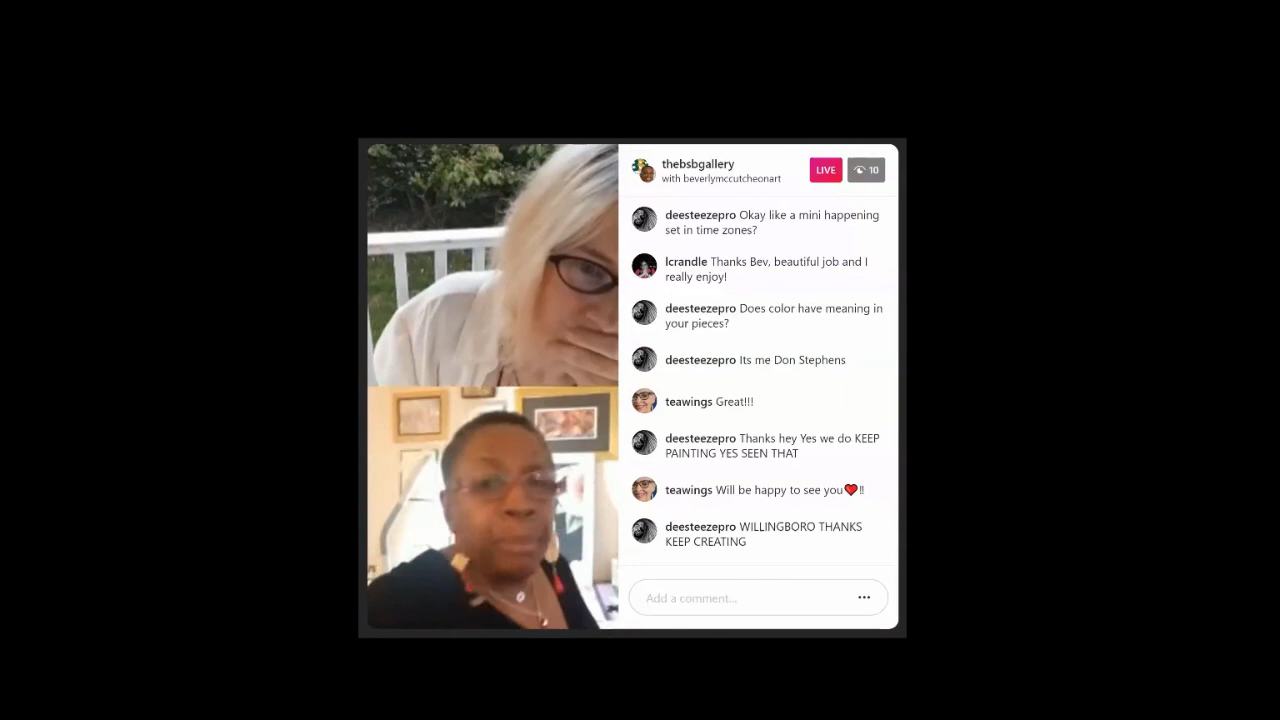 thebsbgallery
with beverlymccutcheonart
LIVE
10
deesteezepro Okay like a mini happening
set in time zones?
lcrandle Thanks Bev, beautiful job and I
really enjoy!
deesteezepro Does color have meaning in
your pieces?
deesteezepro Its me Don Stephens
teawings Great!!!
deesteezepro Thanks hey Yes we do KEEP
PAINTING YES SEEN THAT
teawings Will be happy to see you❤️!!
deesteezepro WILLINGBORO THANKS
KEEP CREATING
Add a comment...